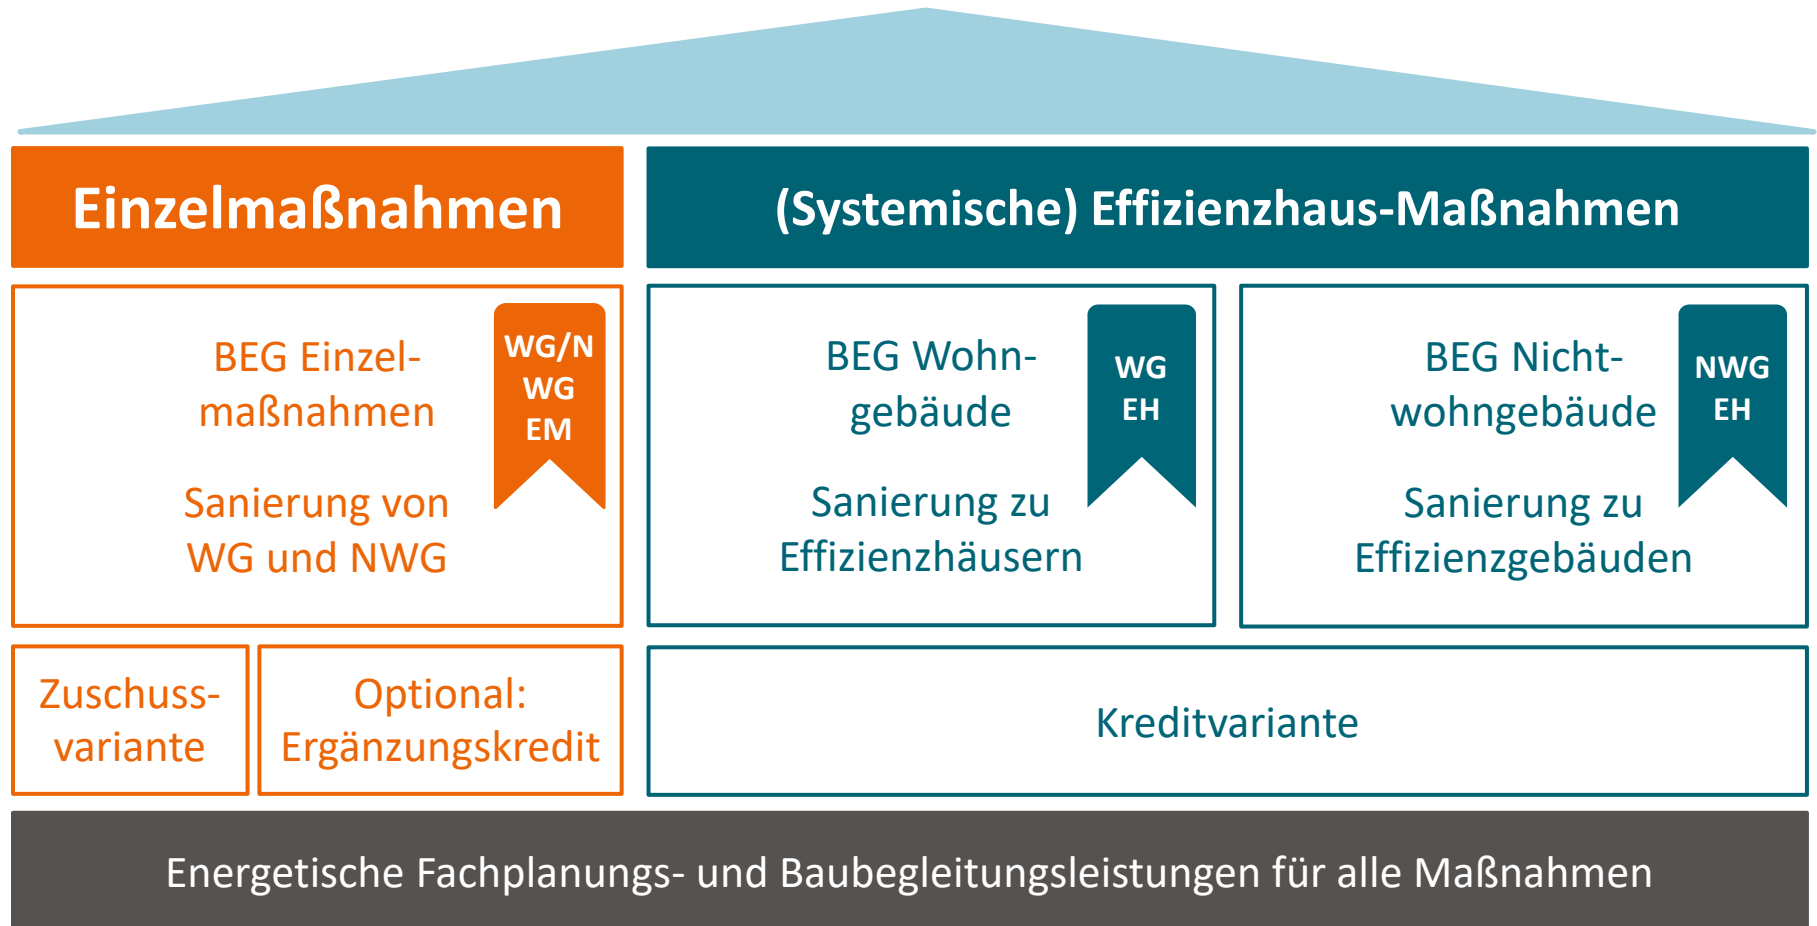 Einzelmaßnahmen
(Systemische) Effizienzhaus-Maßnahmen
BEG Einzel-
maßnahmen
Sanierung von
WG und NWG
WG/N
WG
EM
BEG Wohn-
gebäude
Sanierung zu
Effizienzhäusern
WG
EH
BEG Nicht-
wohngebäude
Sanierung zu
Effizienzgebäuden
NWG
EH
Zuschuss-
variante
Optional:
Ergänzungskredit
Kreditvariante
Energetische Fachplanungs- und Baubegleitungsleistungen für alle Maßnahmen